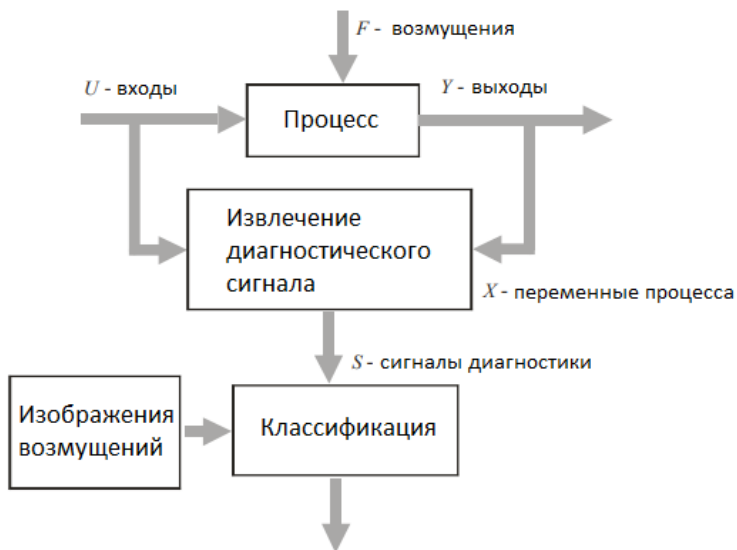 F - возмущения
U - входы
Y - выходы
Процесс
Извлечение
диагностического
сигнала
X - переменные процесса
S - сигналы диагностики
Изображения
возмущений
Классификация